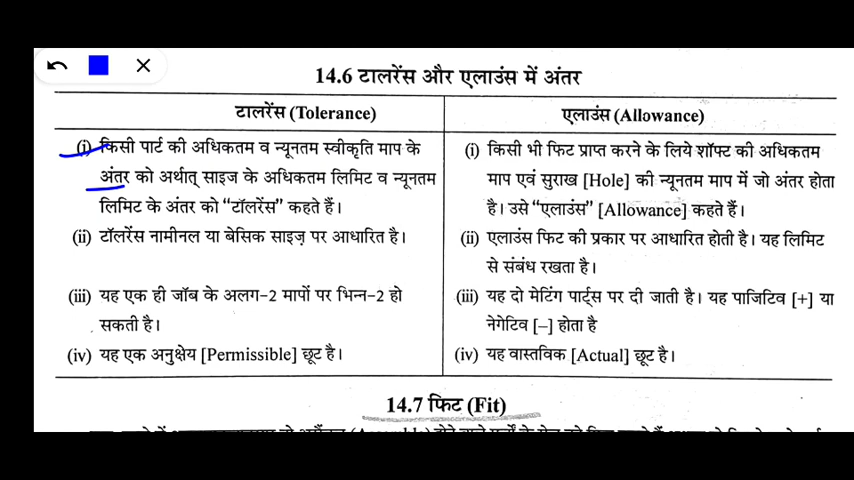 14.6 टालरेंस और एलाउंस में अंतर
टालरेंस (Tolerance)
(i) किसी पार्ट की अधिकतम व न्यूनतम स्वीकृति माप के
अंतर को अर्थात् साइज के अधिकतम लिमिट व न्यूनतम
लिमिट के अंतर को “टॉलरेंस” कहते हैं।
(ii) टॉलरेंस नामीनल या बेसिक साइज़ पर आधारित है।
(iii) यह एक ही जॉब के अलग-2 मापों पर भिन्न-2 हो
सकती है।
(iv) यह एक अनुक्षेय [Permissible] छूट है।
एलाउंस (Allowance)
(i) किसी भी फिट प्राप्त करने के लिये शॉफ्ट की अधिकतम
माप एवं सुराख [Hole] की न्यूनतम माप में जो अंतर होता
है। उसे “एलाउंस” [Allowance] कहते हैं।
(ii) एलाउंस फिट की प्रकार पर आधारित होती है। यह लिमिट
से संबंध रखता है।
(iii) यह दो मेटिंग पार्ट्स पर दी जाती है। यह पाजिटिव [+] या
नेगेटिव [–] होता है
(iv) यह वास्तविक [Actual] छूट है।
14.7 फिट (Fit)